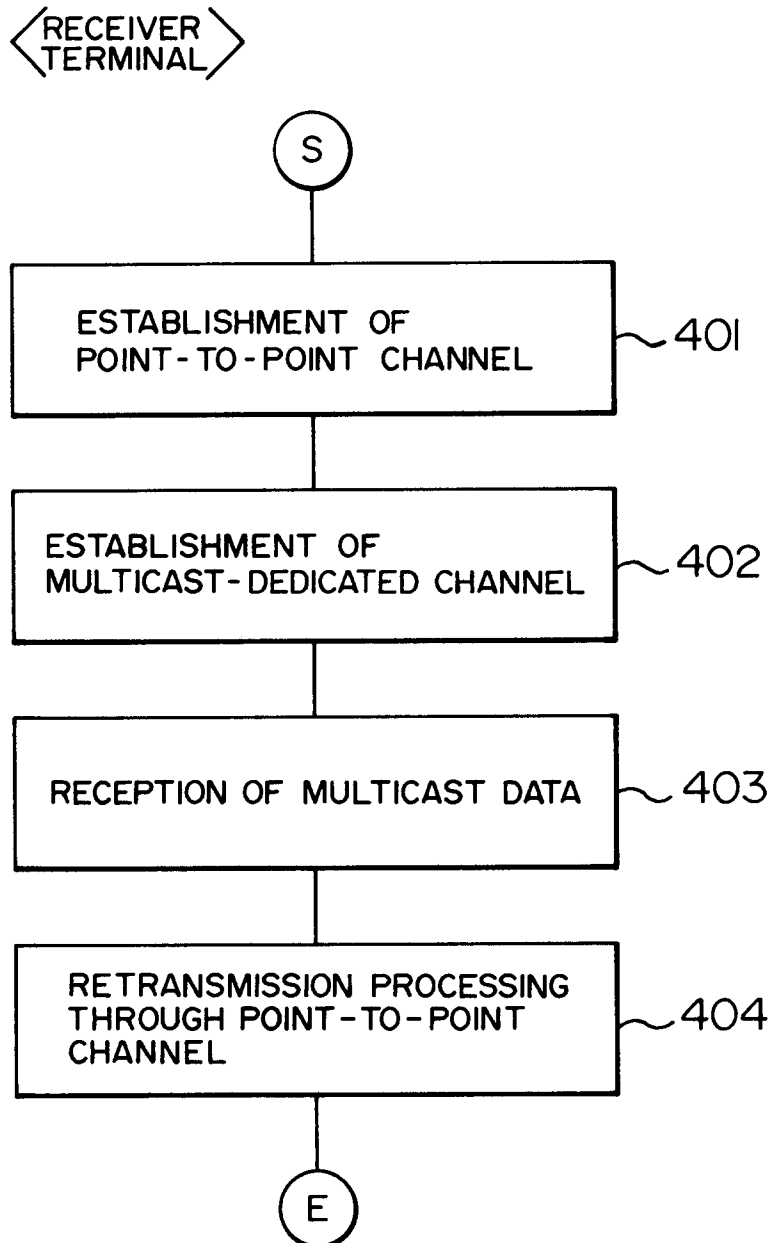 RECEIVER
TERMINAL
S
ESTABLISHMENT OF
POINT-TO-POINT CHANNEL
401
ESTABLISHMENT OF
MULTICAST-DEDICATED CHANNEL
402
RECEPTION OF MULTICAST DATA
403
RETRANSMISSION PROCESSING
THROUGH POINT-TO-POINT
CHANNEL
404
E